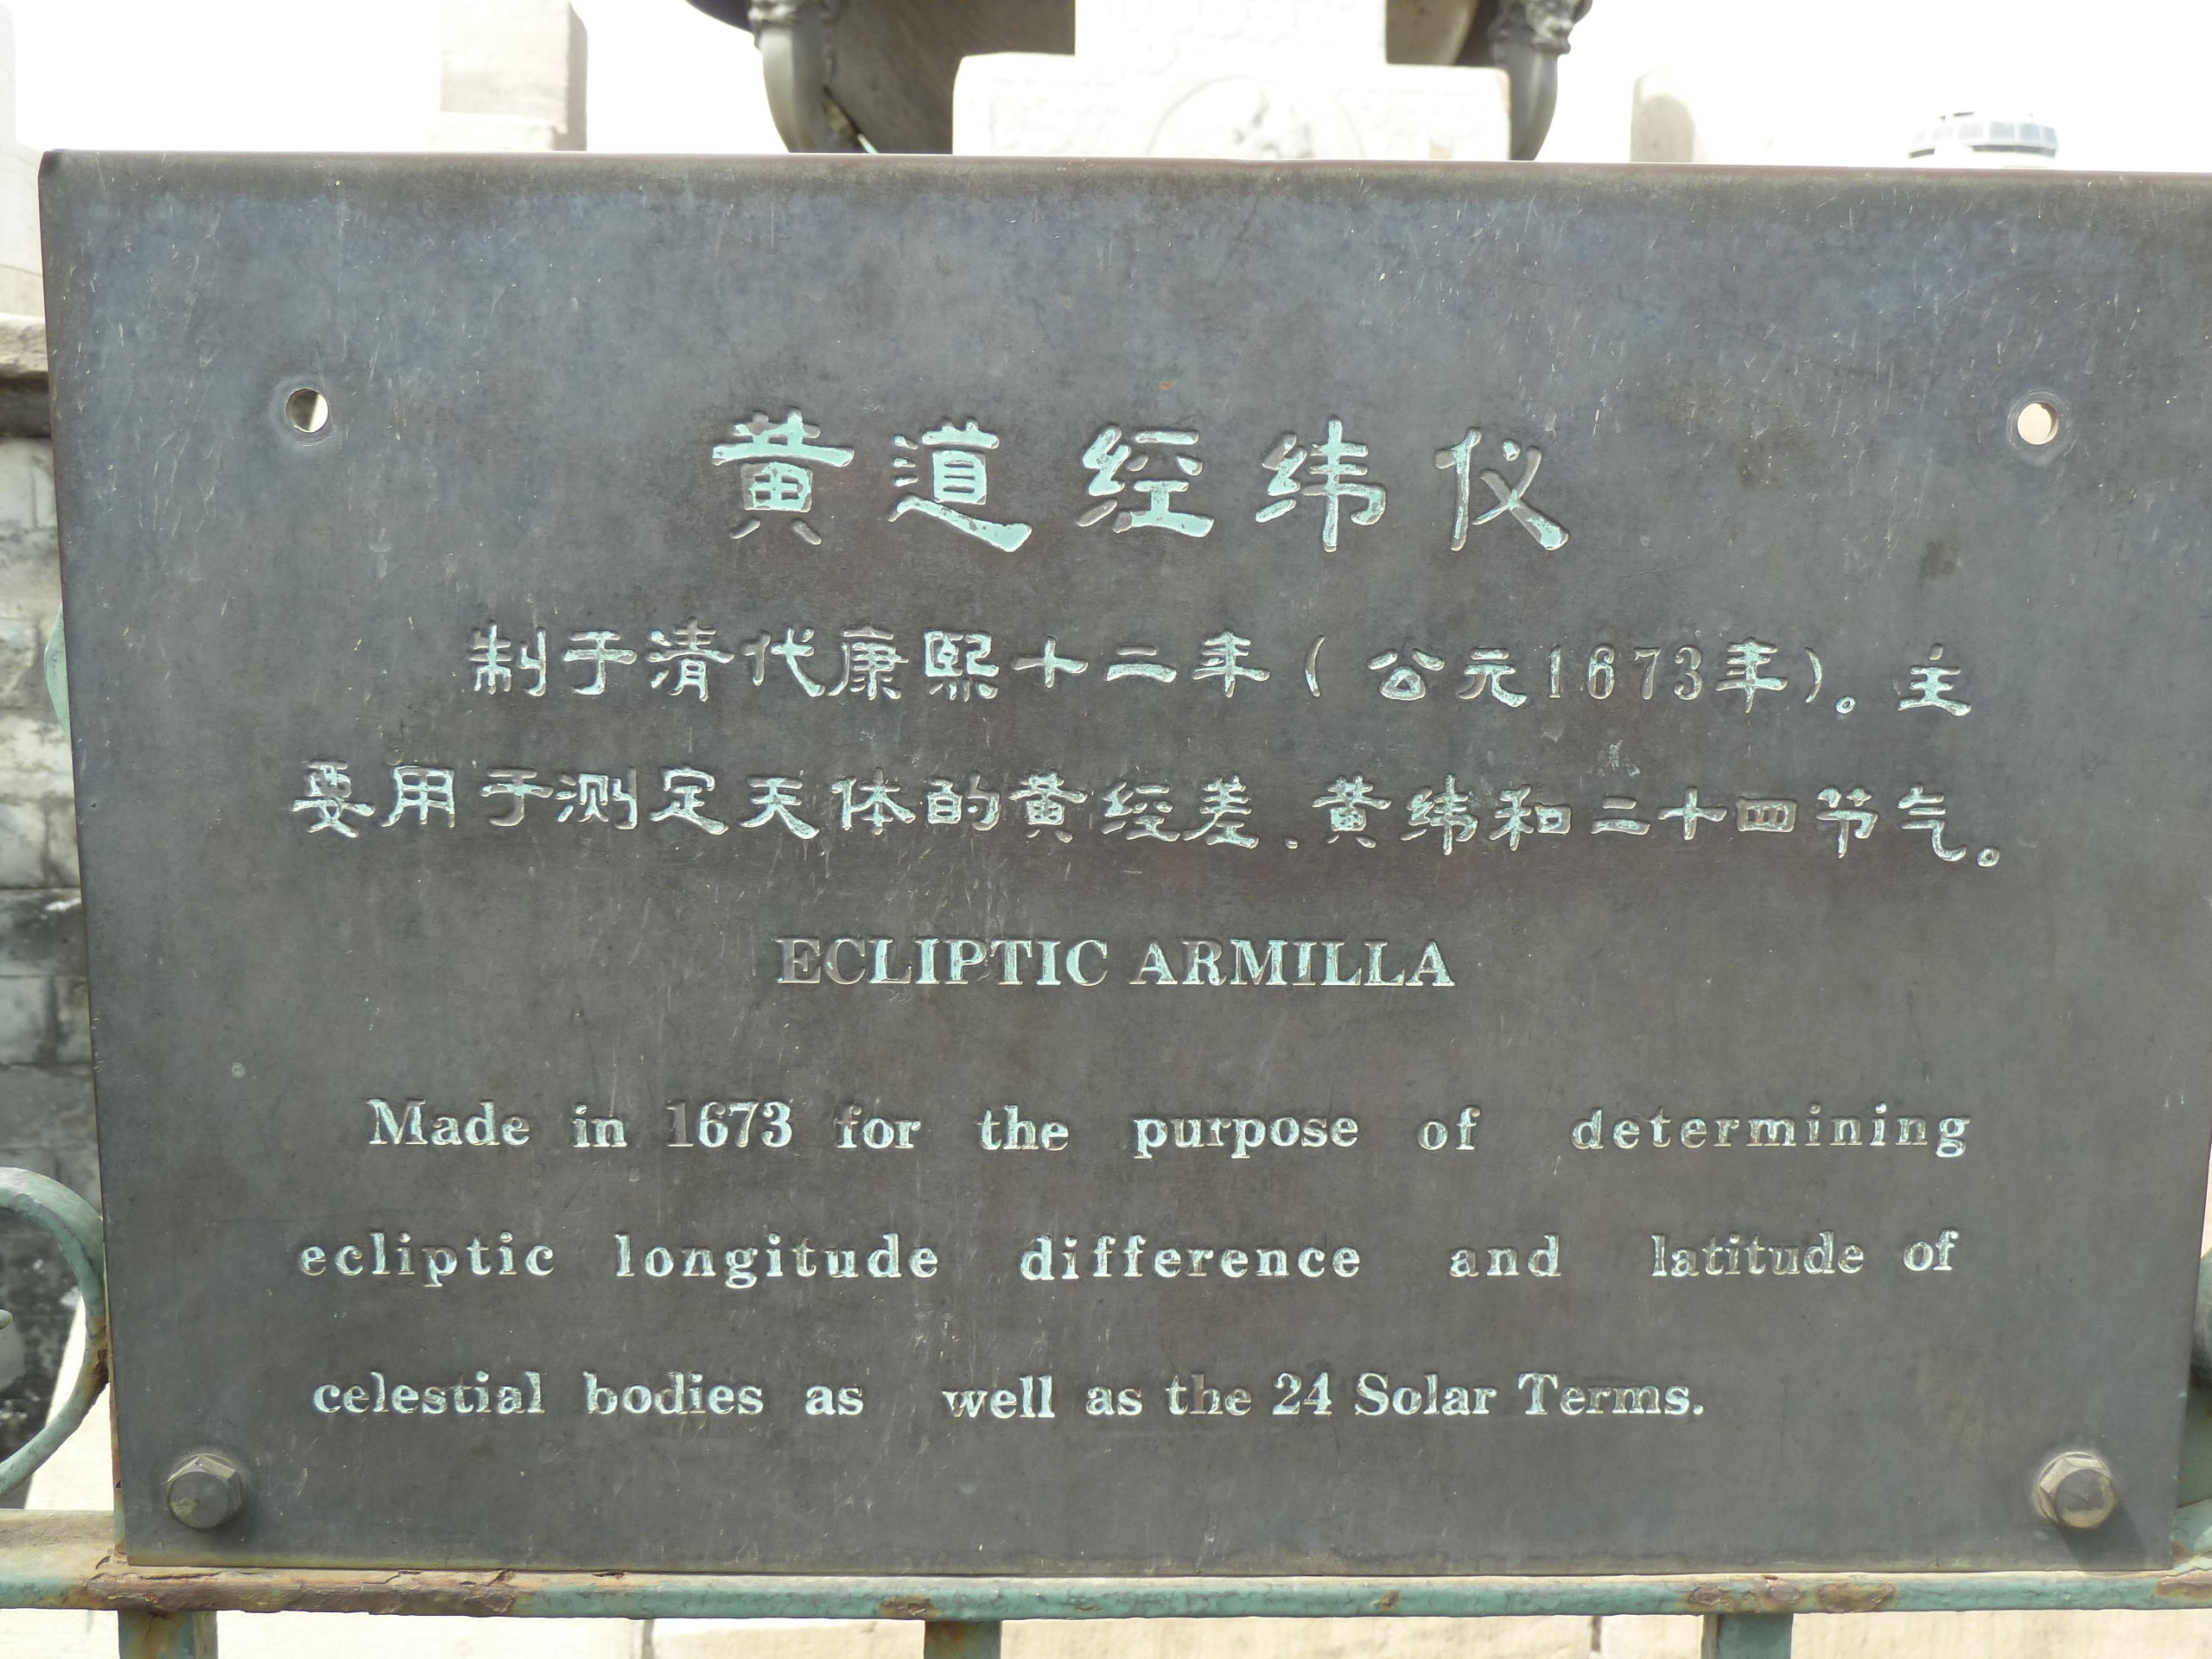 黄道经纬仪
制于清代康熙十二年(公元1673年)。主
要用于测定天体的黄经差、黄纬和二十四节气。
ECLIPTIC ARMILLA
Made in 1673 for the purpose of determining
ecliptic longitude difference and latitude of
celestial bodies as well as the 24 Solar Terms.